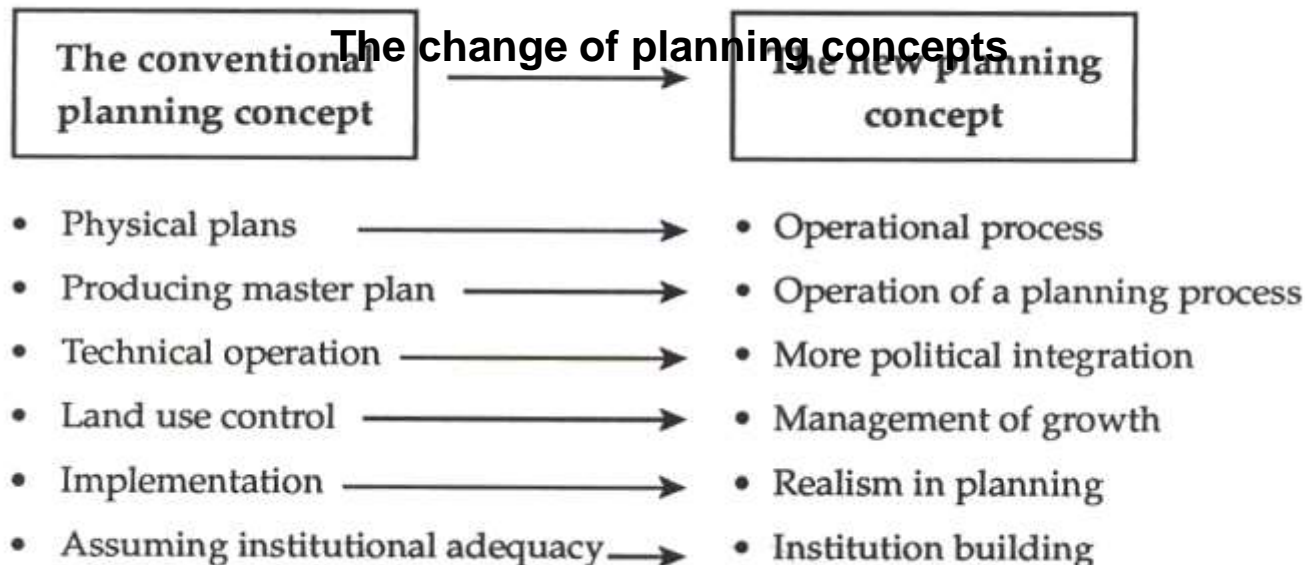 The change of planning concepts
The conventional
planning concept
The new planning
concept
• Physical plans
• Operational process
• Producing master plan
• Operation of a planning process
• Technical operation
• More political integration
• Land use control
• Management of growth
• Implementation
• Realism in planning
• Assuming institutional adequacy
• Institution building